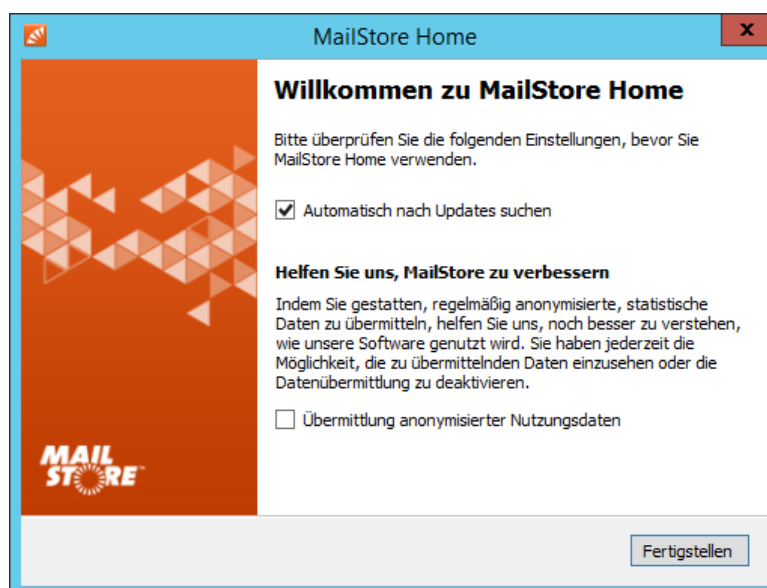 MailStore Home
x
Willkommen zu MailStore Home
Bitte überprüfen Sie die folgenden Einstellungen, bevor Sie
MailStore Home verwenden.
Automatisch nach Updates suchen
Helfen Sie uns, MailStore zu verbessern
Indem Sie gestatten, regelmäßig anonymisierte, statistische
Daten zu übermitteln, helfen Sie uns, noch besser zu verstehen,
wie unsere Software genutzt wird. Sie haben jederzeit die
Möglichkeit, die zu übermittelnden Daten einzusehen oder die
Datenübermittlung zu deaktivieren.
Übermittlung anonymisierter Nutzungsdaten
MAIL
STORE™
Fertigstellen